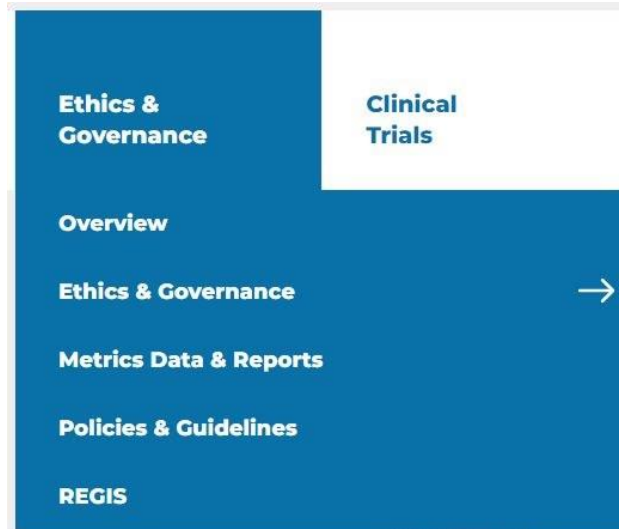 Ethics &
Governance
Clinical
Trials
Overview
Ethics & Governance
Metrics Data & Reports
Policies & Guidelines
REGIS